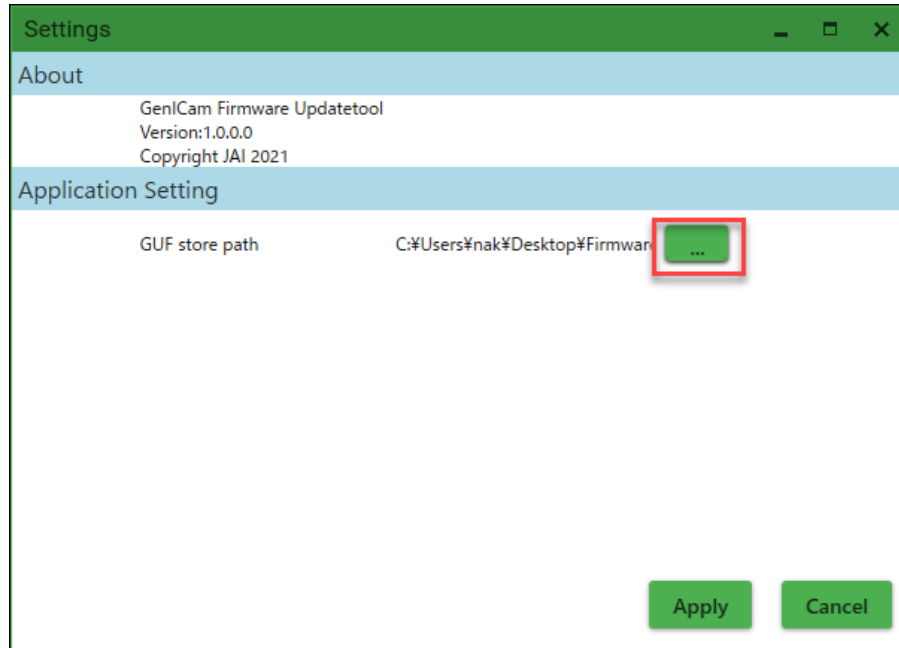 Settings
About
GenICam Firmware Updatetool
Version:1.0.0.0
Copyright JAI 2021
Application Setting
GUF store path C:¥Users¥nak¥Desktop¥Firmware ...
Apply Cancel